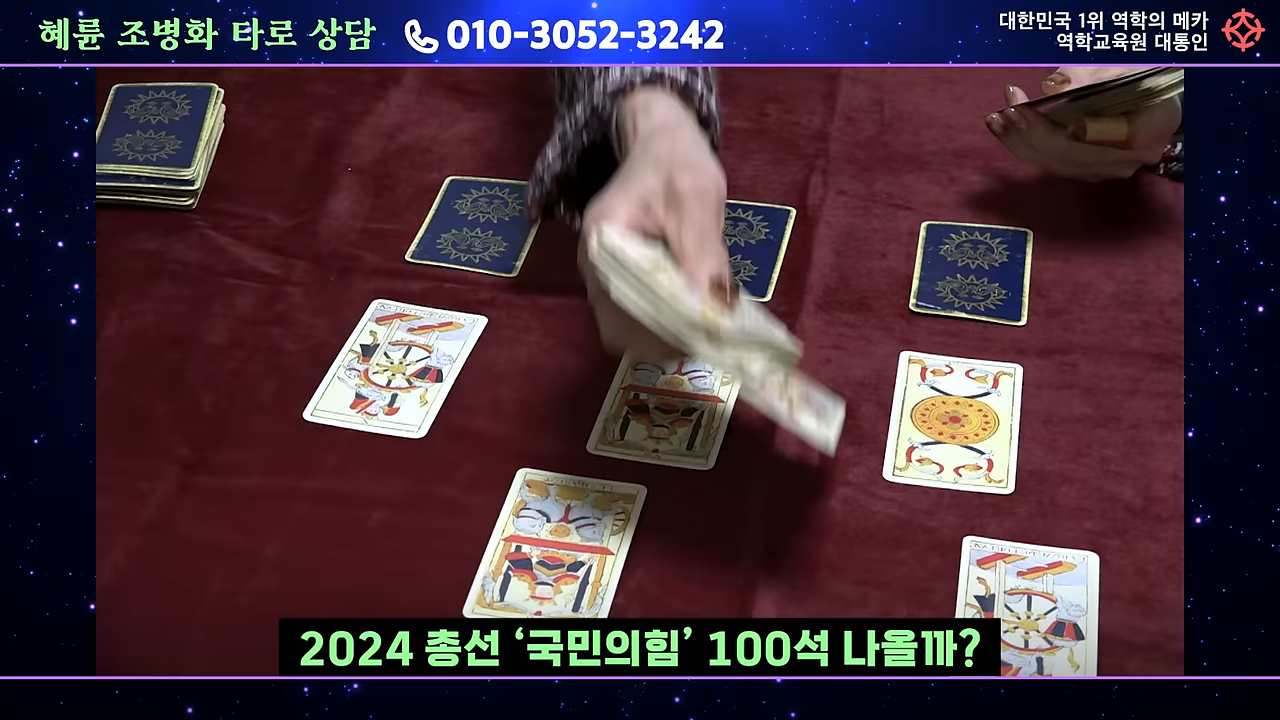 혜륜 조병화 타로 상담
010-3052-3242
대한민국 1위 역학의 메카
역학교육원 대통인
2024 총선 ‘국민의힘’ 100석 나올까?